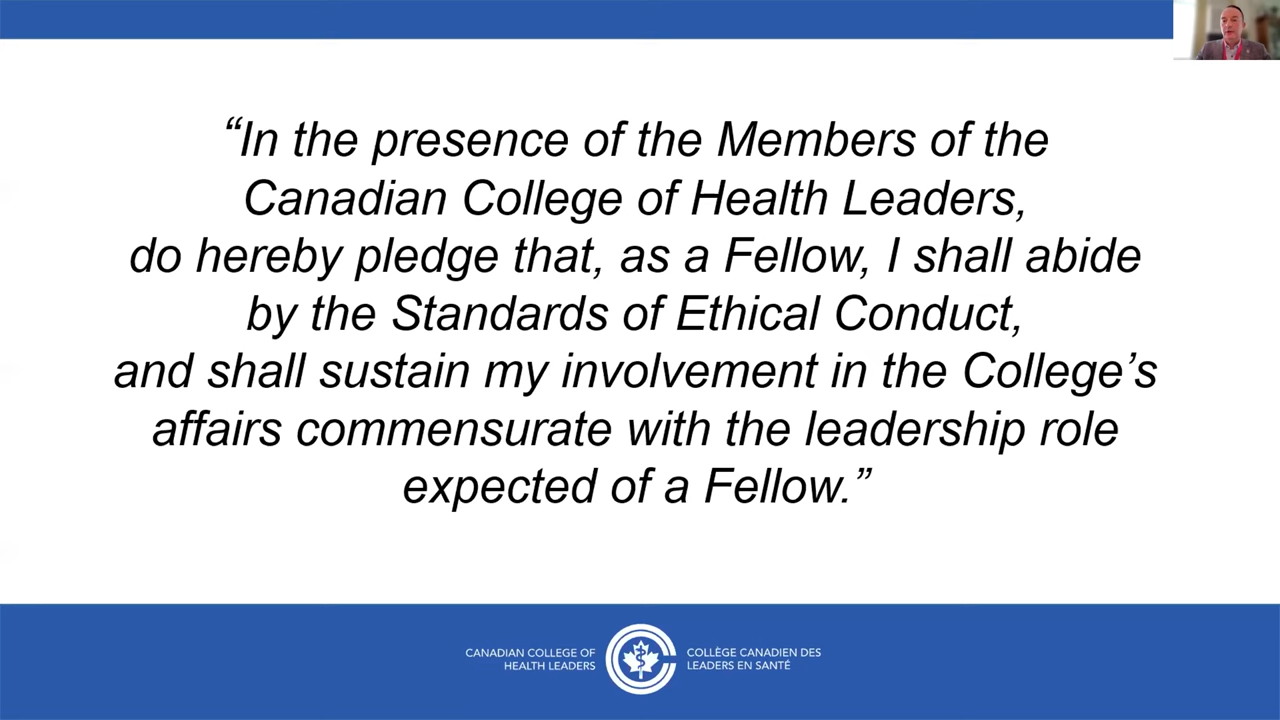 “In the presence of the Members of the
Canadian College of Health Leaders,
do hereby pledge that, as a Fellow, I shall abide
by the Standards of Ethical Conduct,
and shall sustain my involvement in the College’s
affairs commensurate with the leadership role
expected of a Fellow.”
CANADIAN COLLEGE OF
HEALTH LEADERS
COLLÈGE CANADIEN DES
LEADERS EN SANTÉ